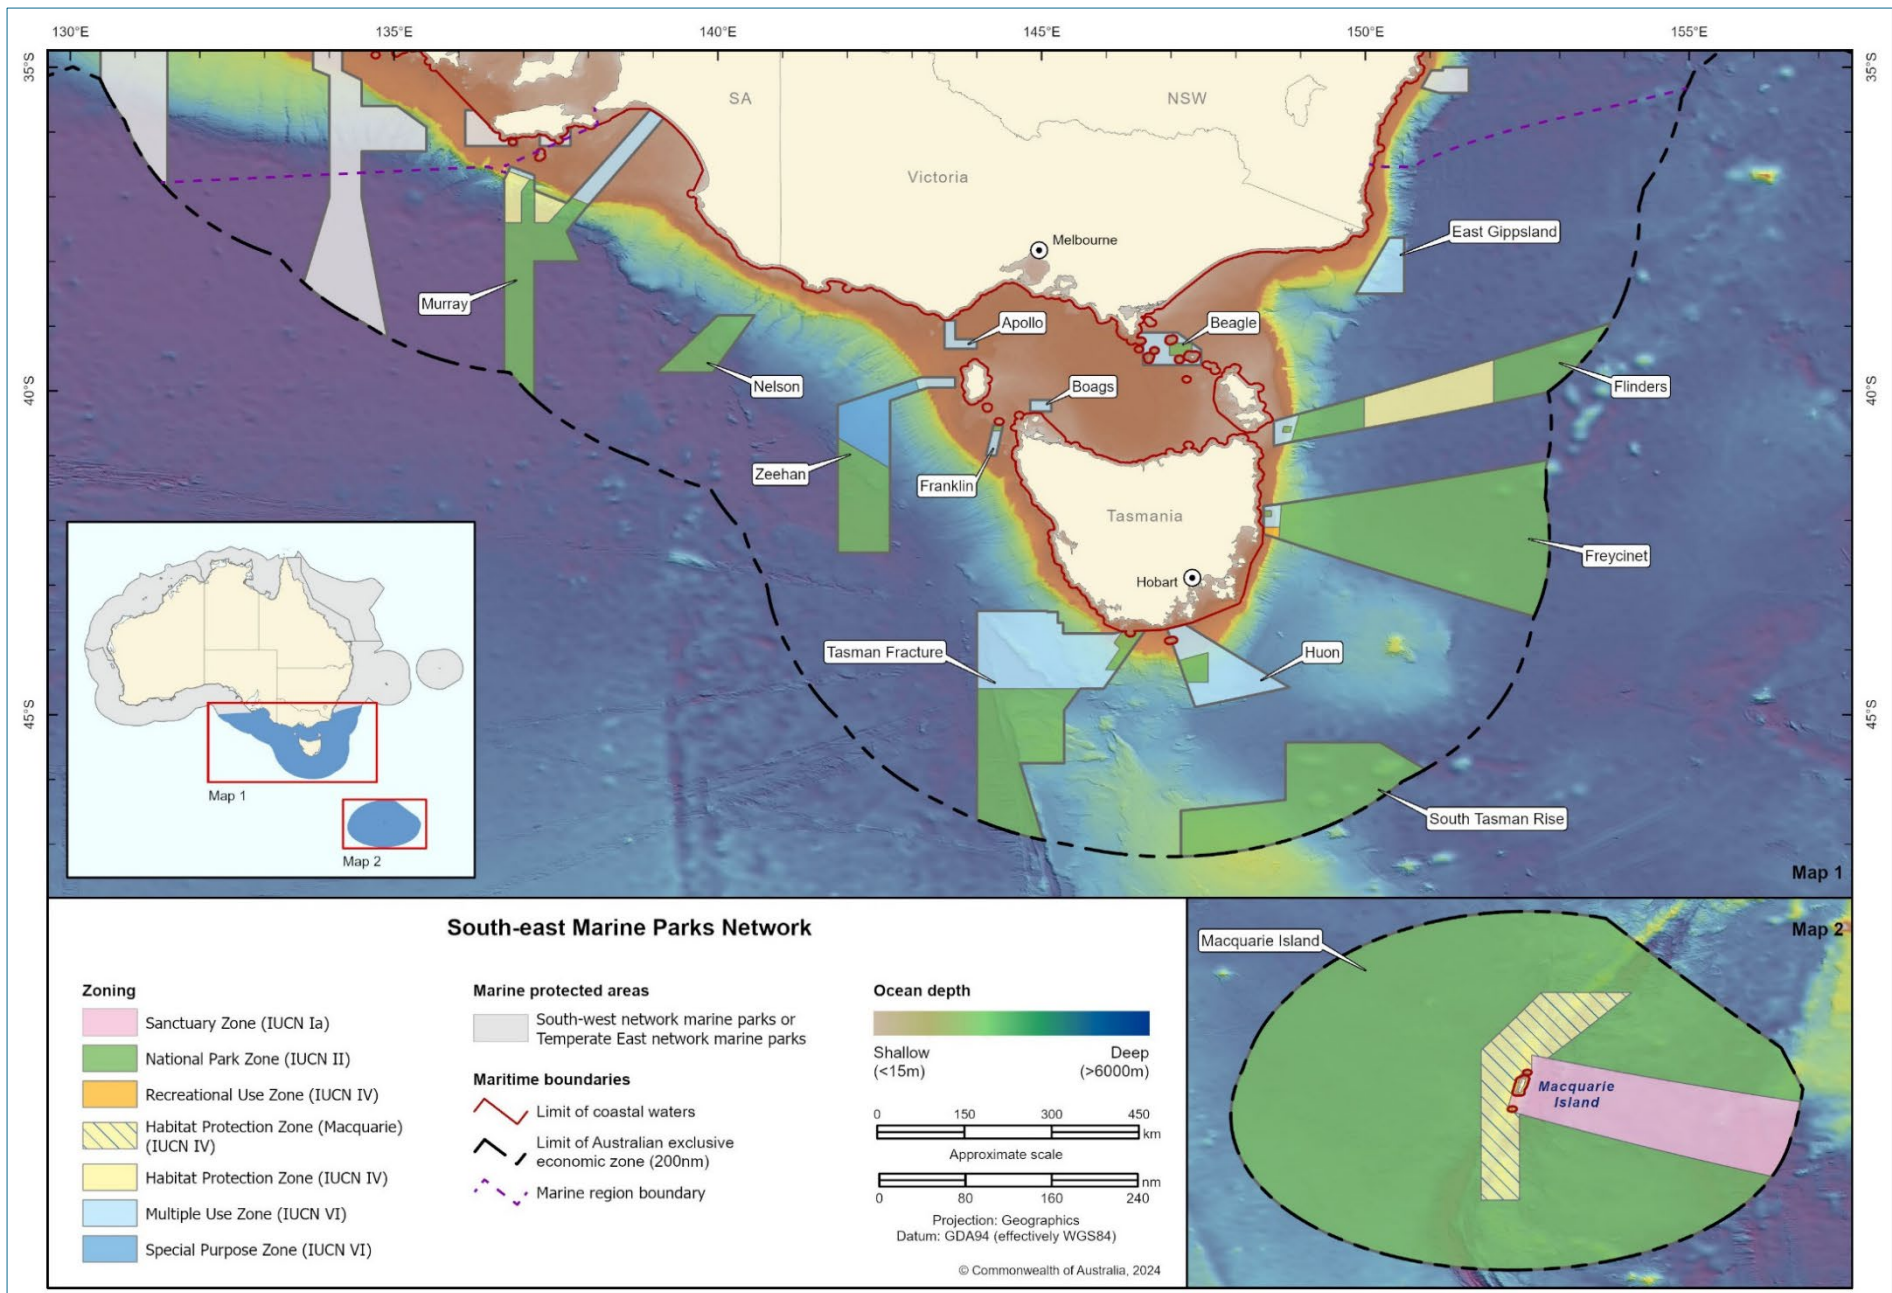 130°E
135°E
140°E
145°E
150°E
155°E
35°S
35°S
SA
NSW
Victoria
East Gippsland
Melbourne
Murray
Apollo
Beagle
40°S
Nelson
Boags
Flinders
40°S
Zeehan
Franklin
Tasmania
Freycinet
Hobart
Tasman Fracture
Huon
45°S
45°S
South Tasman Rise
Map 1
Map 2
Map 1
South-east Marine Parks Network
Zoning
Sanctuary Zone (IUCN Ia)
National Park Zone (IUCN II)
Recreational Use Zone (IUCN IV)
Habitat Protection Zone (Macquarie)
(IUCN IV)
Habitat Protection Zone (IUCN IV)
Multiple Use Zone (IUCN VI)
Special Purpose Zone (IUCN VI)
Marine protected areas
South-west network marine parks or
Temperate East network marine parks
Maritime boundaries
Limit of coastal waters
Limit of Australian exclusive
economic zone (200nm)
Marine region boundary
Ocean depth
Shallow
(<15m)
Deep
(>6000m)
0 150 300 450
km
Approximate scale
nm
0 80 160 240
Projection: Geographics
Datum: GDA94 (effectively WGS84)
© Commonwealth of Australia, 2024
Map 2
Macquarie Island
Macquarie
Island